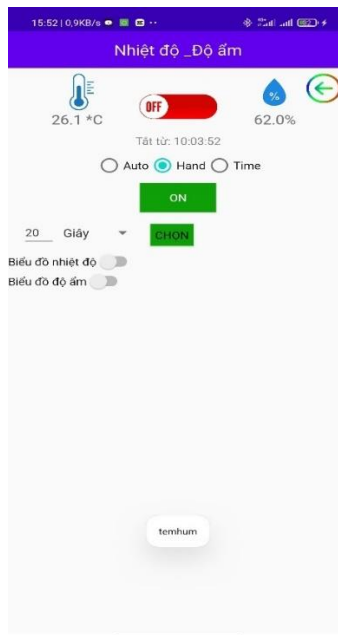 15:52 | 0,9KB/s
Nhiệt độ _Độ ẩm
%
OFF
26.1 *C
62.0%
Tắt từ: 10:03:52
Auto Hand Time
ON
20 Giây CHỌN
Biểu đồ nhiệt độ
Biểu đồ độ ẩm
temhum